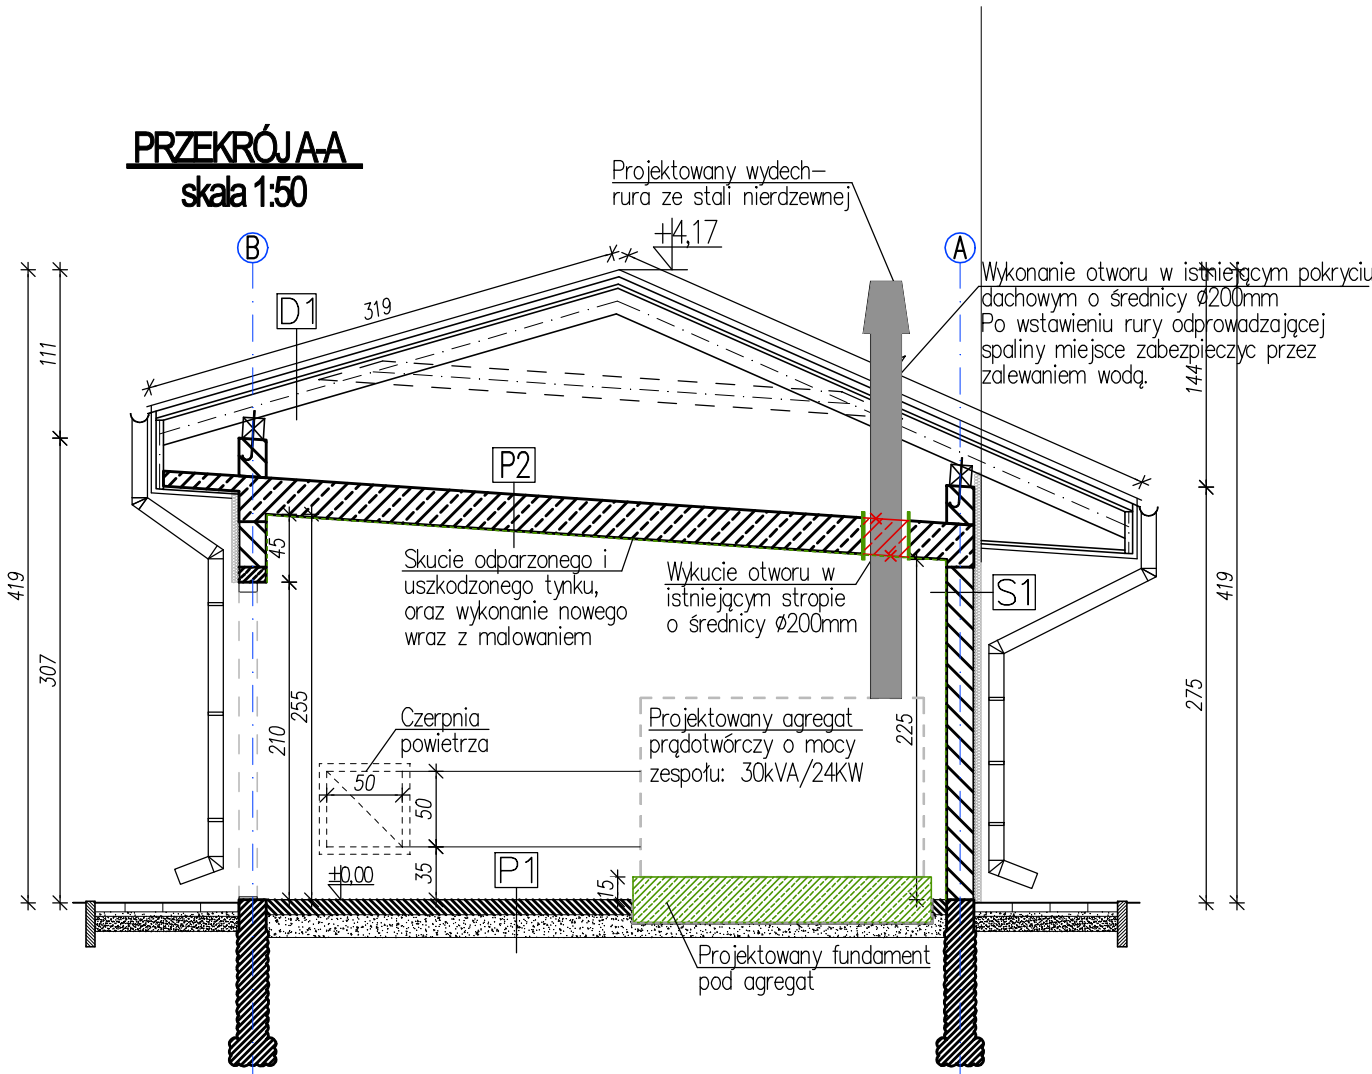 PRZEKRÓJ A-A
skala 1:50
Projektowany wydech–
rura ze stali nierdzewnej
+4,17
B
A
Wykonanie otworu w istniejącym pokryciu
dachowym o średnicy Ø200mm
Po wstawieniu rury odprowadzającej
spaliny miejsce zabezpieczyc przez
zalewaniem wodą.
319
D1
111
144
P2
419
307
45
Skucie odparzonego i
uszkodzonego tynku,
oraz wykonanie nowego
wraz z malowaniem
Wykucie otworu w
istniejącym stropie
o średnicy Ø200mm
S1
419
275
210
255
225
Czerpnia
powietrza
50
50
35
Projektowany agregat
prądotwórczy o mocy
zespołu: 30kVA/24KW
±0,00
P1
15
Projektowany fundament
pod agregat